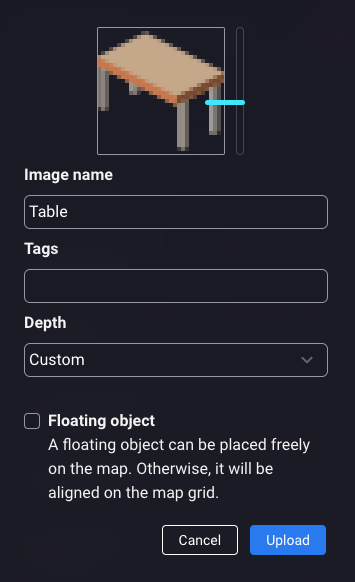 Image name
Table
Tags
Depth
Custom
Floating object
A floating object can be placed freely
on the map. Otherwise, it will be
aligned on the map grid.
Cancel
Upload